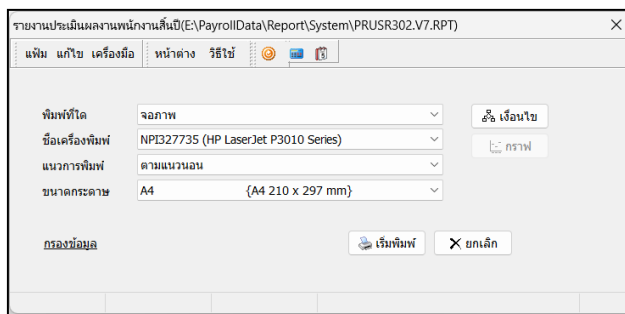 รายงานประเมินผลงานพนักงานสิ้นปี(E:\PayrollData\Report\System\PRUSR302.V7.RPT)
แฟ้ม แก้ไข เครื่องมือ หน้าต่าง วิธีใช้
พิมพ์ที่ใด จอภาพ เงื่อนไข
ชื่อเครื่องพิมพ์ NPI327735 (HP LaserJet P3010 Series) กราฟ
แนวการพิมพ์ ตามแนวนอน
ขนาดกระดาษ A4 {A4 210 x 297 mm}
กรองข้อมูล เริ่มพิมพ์ ยกเลิก